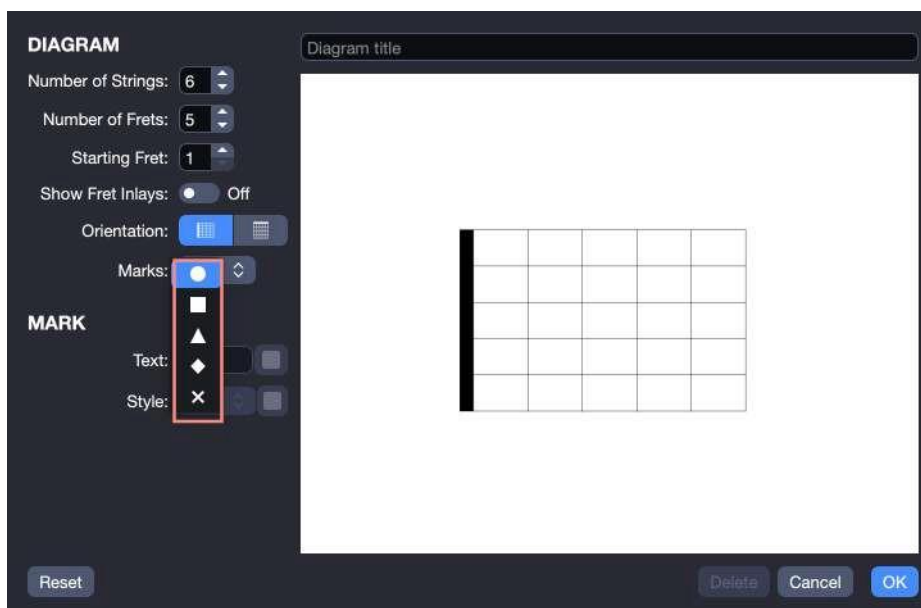 DIAGRAM
Diagram title
Number of Strings: 6
Number of Frets: 5
Starting Fret: 1
Show Fret Inlays: Off
Orientation:
Marks:
MARK
Text:
Style:
Reset
Delete
Cancel
OK